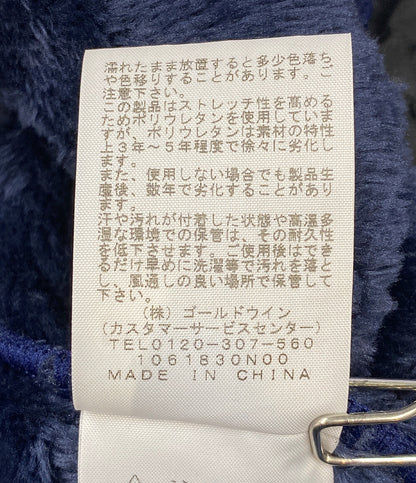 濡れたまま放置すると多少色落ち
や色移りすることがあります。ご
注意下さい。
この製品はストレッチ性を高める
ためポリウレタンを使用していま
すが、ポリウレタンは素材の特性
上3年～5年程度で徐々に劣化し
ます。
また、使用しない場合でも製品生
産後、数年で劣化することがあり
ます。
汗や汚れが付着した状態や高温多
湿な環境での保管は、その耐久性
を低下させます。ご使用後はでき
るだけ早めに洗濯等で汚れを落と
し、風通しの良い場所で保管して
下さい。
(株)ゴールドウイン
(カスタマーサービスセンター)
TEL0120-307-560
1061830N00
MADE IN CHINA